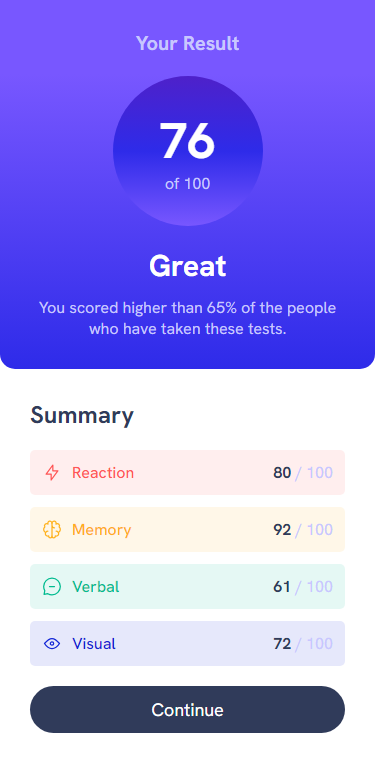 Your Result
76
of 100
Great
You scored higher than 65% of the people
who have taken these tests.
Summary
Reaction 80 / 100
Memory 92 / 100
Verbal 61 / 100
Visual 72 / 100
Continue